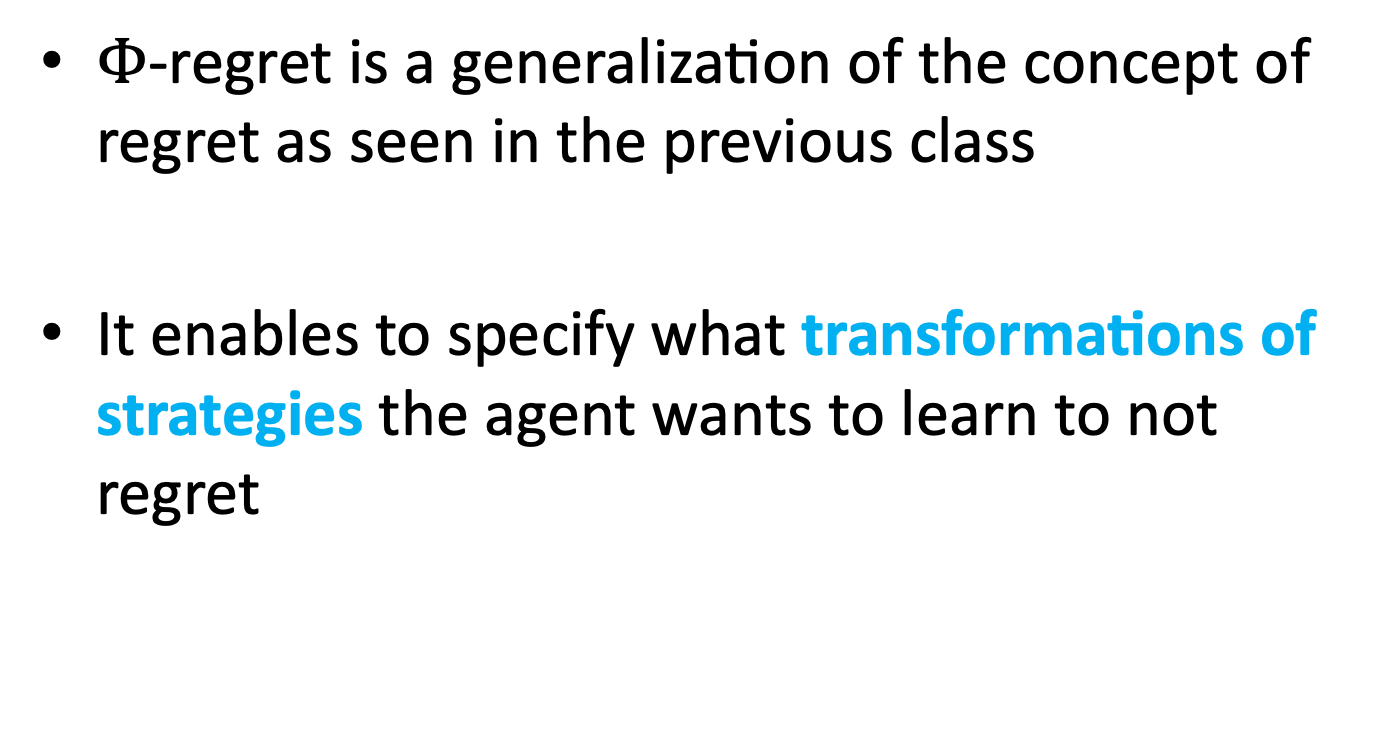 • Φ-regret is a generalization of the concept of
regret as seen in the previous class
• It enables to specify what transformations of
strategies the agent wants to learn to not
regret